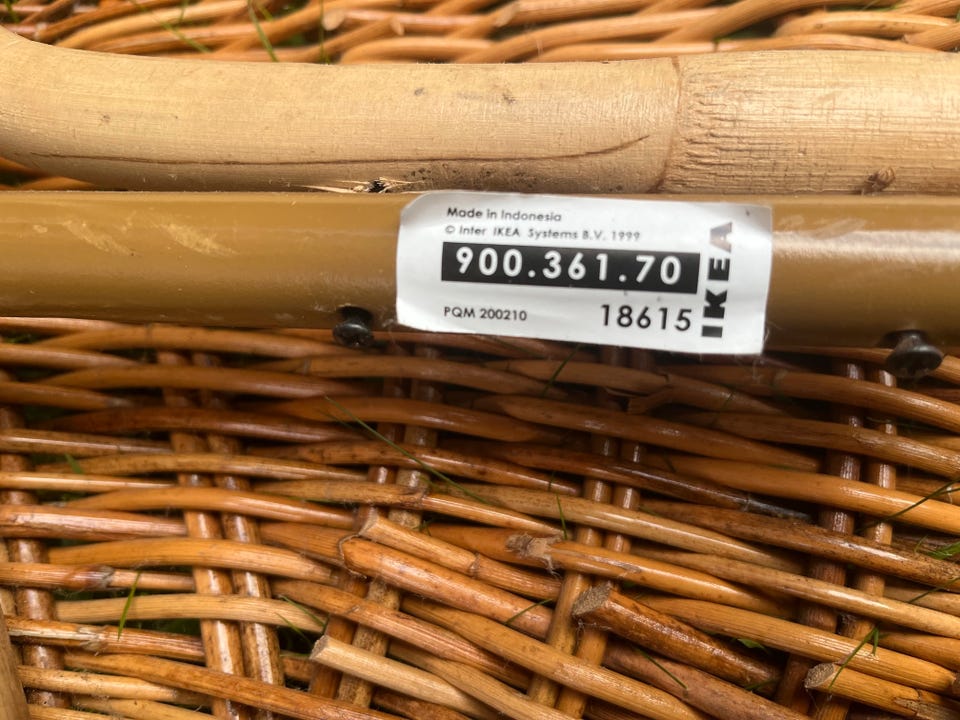 Made in Indonesia
© Inter IKEA Systems B.V. 1999
900.361.70
PQM 200210
18615
IKEA